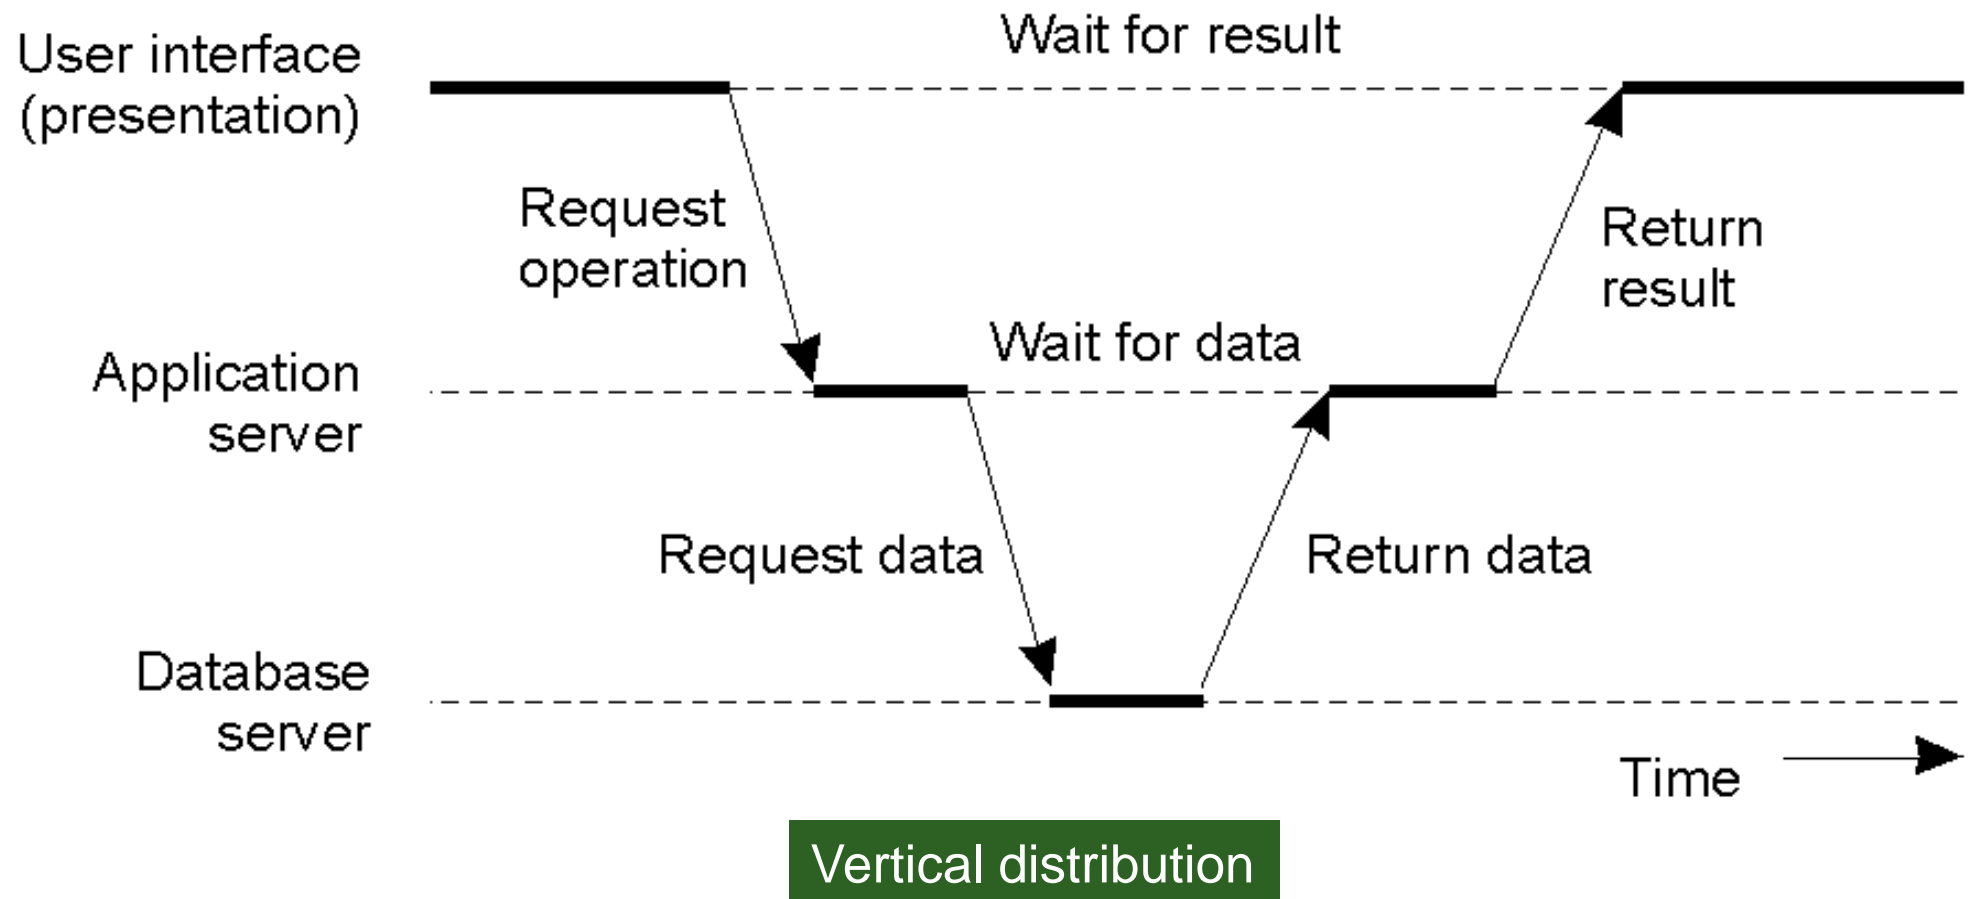 User interface
(presentation)
Wait for result
Request
operation
Return
result
Application
server
Wait for data
Request data
Return data
Database
server
Time
Vertical distribution